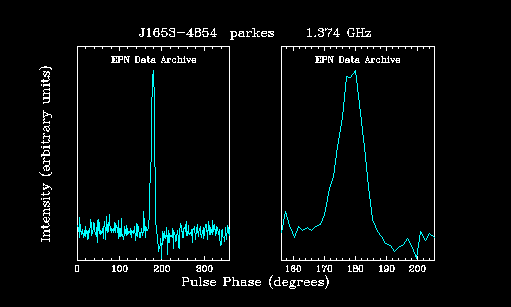 J1653-4854 parkes 1.374 GHz
EPN Data Archive EPN Data Archive
Intensity (arbitrary units)
0 100 200 300 160 170 180 190 200
Pulse Phase (degrees)